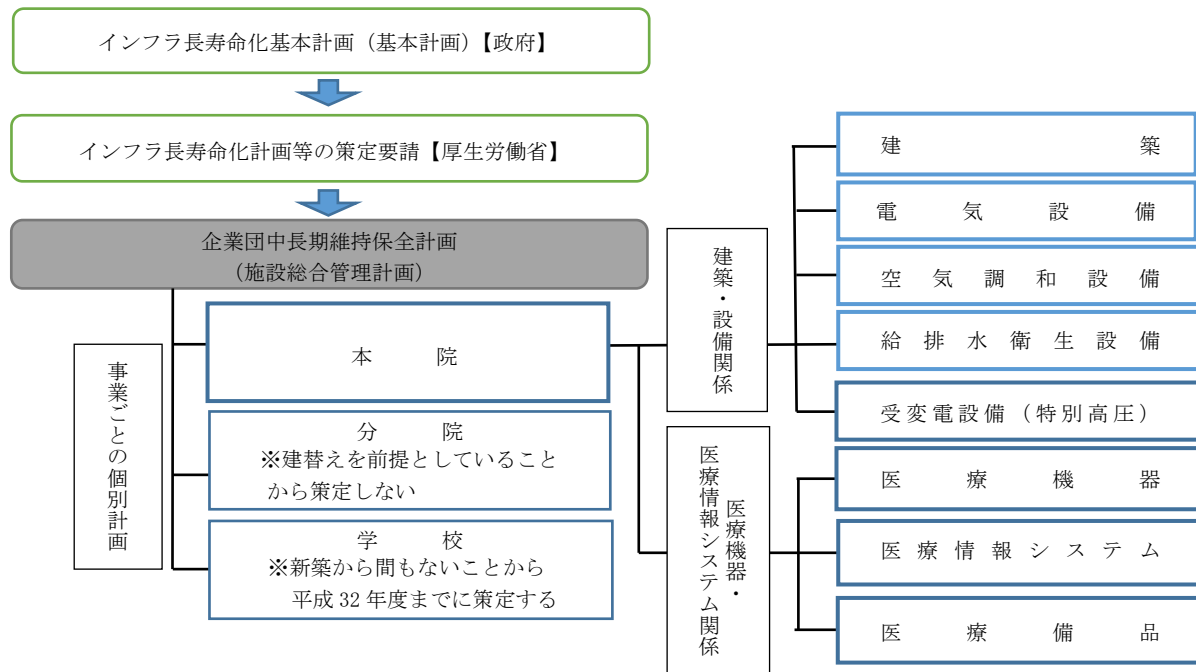 インフラ長寿命化基本計画（基本計画）【政府】
インフラ長寿命化計画等の策定要請【厚生労働省】
企業団中長期維持保全計画
（施設総合管理計画）
事業ごとの個別計画
本院
分院
※建替えを前提としていること
から策定しない
学校
※新築から間もないことから
平成 32 年度までに策定する
建築・設備関係
建築
電気設備
空気調和設備
給排水衛生設備
受変電設備（特別高圧）
医療機器・
医療情報システム関係
医療機器
医療情報システム
医療備品